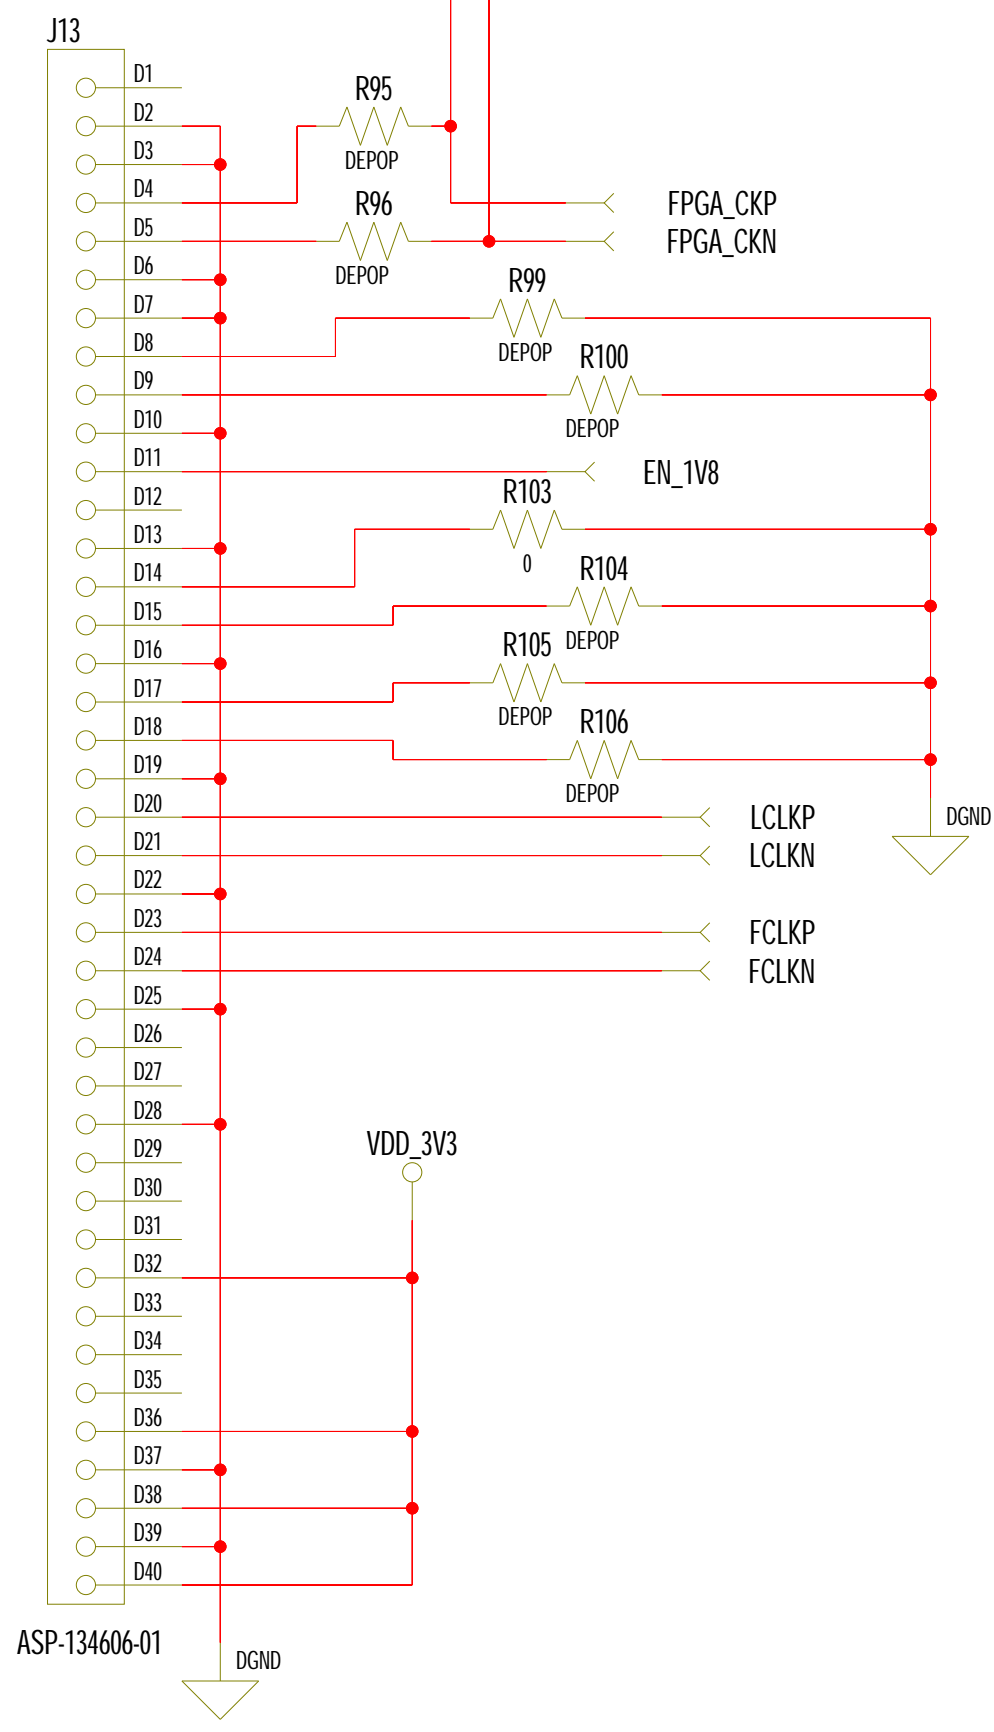 J13
D1
R95
D2
D3
DEPOP
D4
R96
FPGA_CKP
D5
FPGA_CKN
D6
DEPOP
R99
D7
D8
DEPOP
R100
D9
D10
DEPOP
D11
EN_1V8
D12
R103
D13
0
D14
R104
D15
DEPOP
D16
R105
D17
DEPOP
R106
D18
D19
DEPOP
D20
LCLKP
DGND
D21
LCLKN
D22
D23
FCLKP
D24
FCLKN
D25
D26
D27
D28
VDD_3V3
D29
D30
D31
D32
D33
D34
D35
D36
D37
D38
D39
D40
ASP-134606-01
DGND